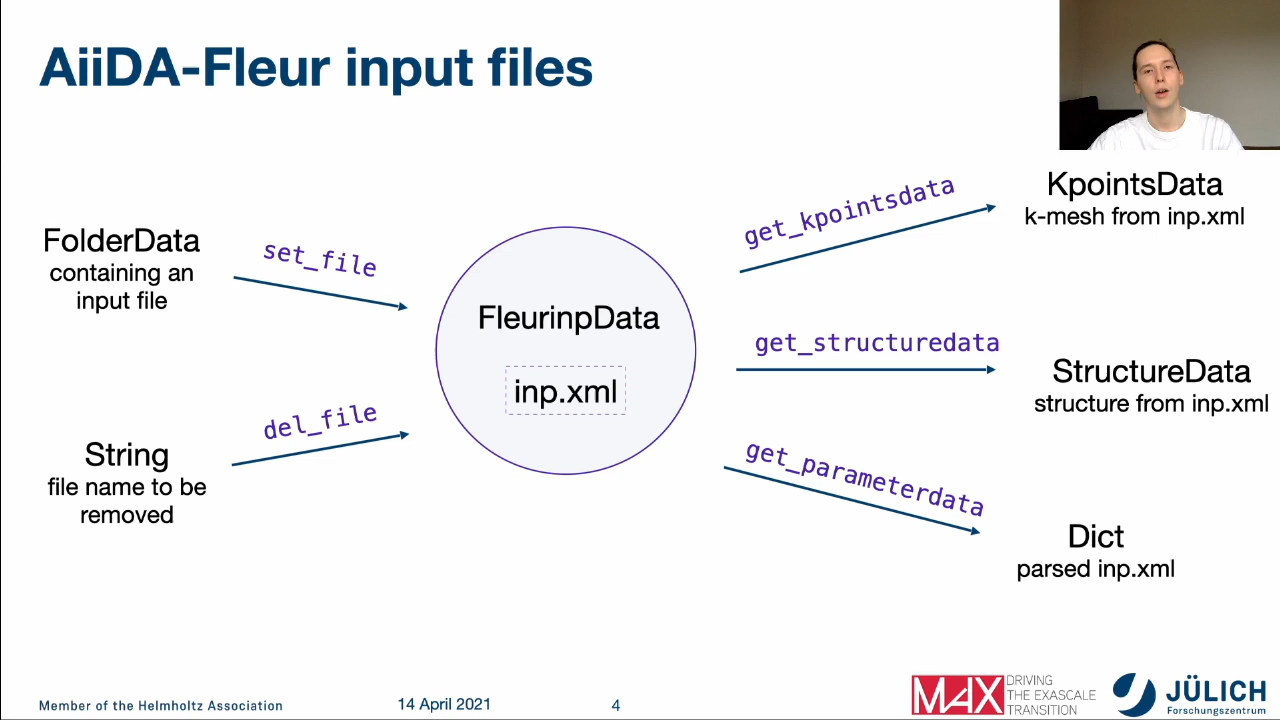 AiiDA-Fleur input files
FolderData
containing an
input file
set_file
String
file name to be
removed
del_file
FleurinpData
inp.xml
get_kpointsdata
KpointsData
k-mesh from inp.xml
get_structuredata
StructureData
structure from inp.xml
get_parameterdata
Dict
parsed inp.xml
Member of the Helmholtz Association
14 April 2021
4
MAX
DRIVING
THE EXASCALE
TRANSITION
JÜLICH
Forschungszentrum